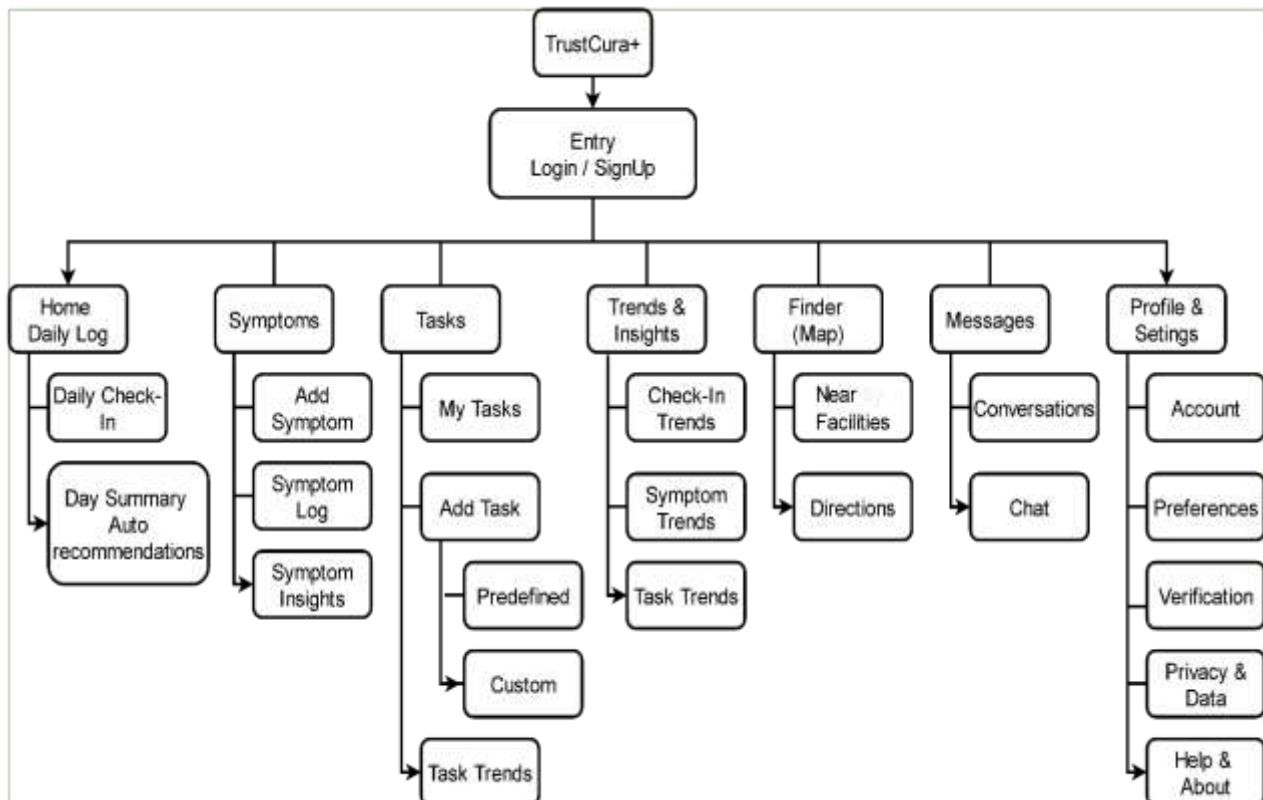 TrustCura+
Entry
Login / SignUp
Home
Daily Log
Symptoms
Tasks
Trends &
Insights
Finder
(Map)
Messages
Profile &
Setings
Daily Check-
In
Day Summary
Auto
recommendations
Add
Symptom
Symptom
Log
Symptom
Insights
My Tasks
Add Task
Predefined
Custom
Task Trends
Check-In
Trends
Symptom
Trends
Task Trends
Near
Facilities
Directions
Conversations
Chat
Account
Preferences
Verification
Privacy &
Data
Help &
About